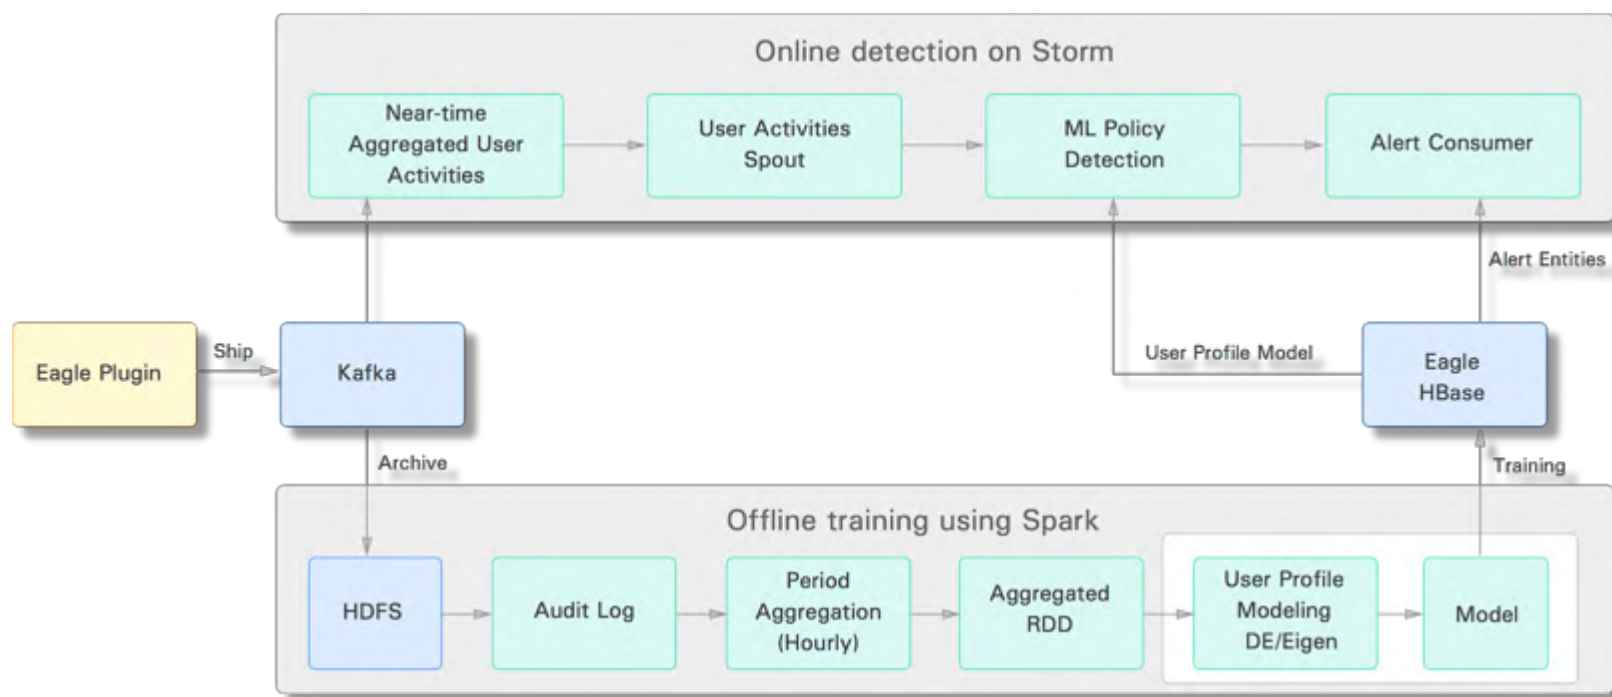 Online detection on Storm
Near-time
Aggregated User
Activities
User Activities
Spout
ML Policy
Detection
Alert Consumer
Alert Entities
Eagle Plugin
Ship
Kafka
User Profile Model
Eagle
HBase
Archive
Training
Offline training using Spark
HDFS
Audit Log
Period
Aggregation
(Hourly)
Aggregated
RDD
User Profile
Modeling
DE/Eigen
Model